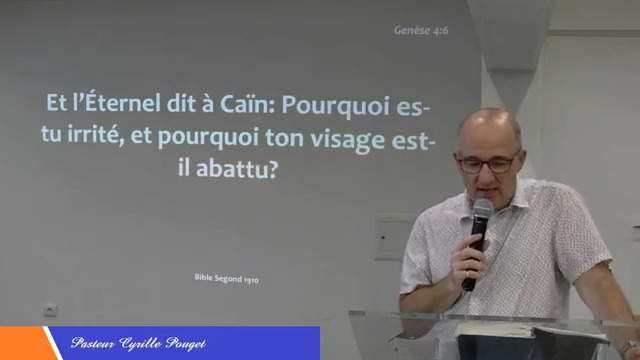 Genèse 4:6
Et l'Éternel dit à Caïn: Pourquoi es-
tu irrité, et pourquoi ton visage est-
il abattu?
Bible Segond 1910
Pasteur Cyrille Pouget